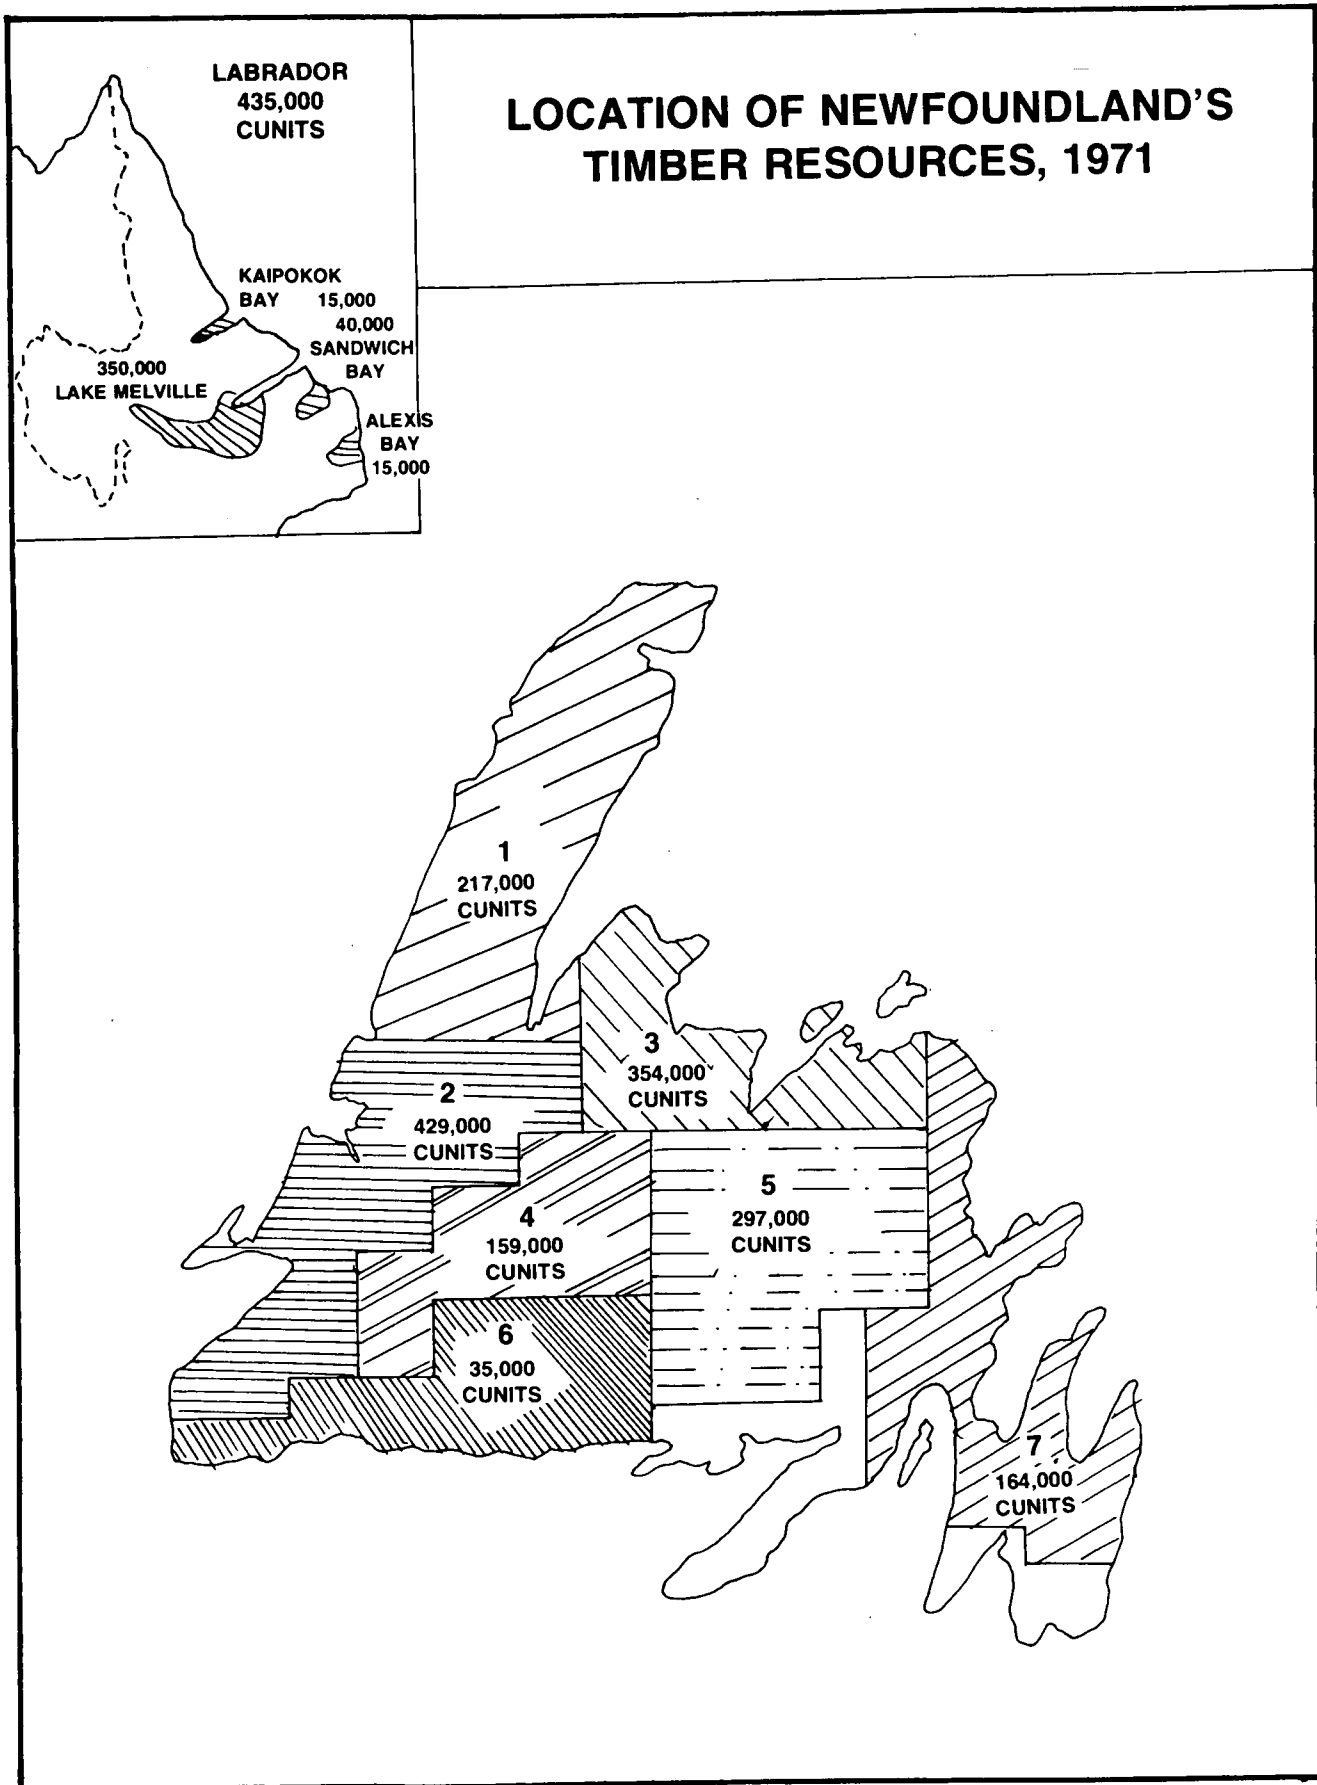 LABRADOR
435,000
CUNITS
LOCATION OF NEWFOUNDLAND'S
TIMBER RESOURCES, 1971
KAIPOKOK
BAY 15,000
40,000
SANDWICH
BAY
350,000
LAKE MELVILLE
ALEXIS
BAY
15,000
1
217,000
CUNITS
3
354,000
CUNITS
2
429,000
CUNITS
5
297,000
CUNITS
4
159,000
CUNITS
6
35,000
CUNITS
7
164,000
CUNITS